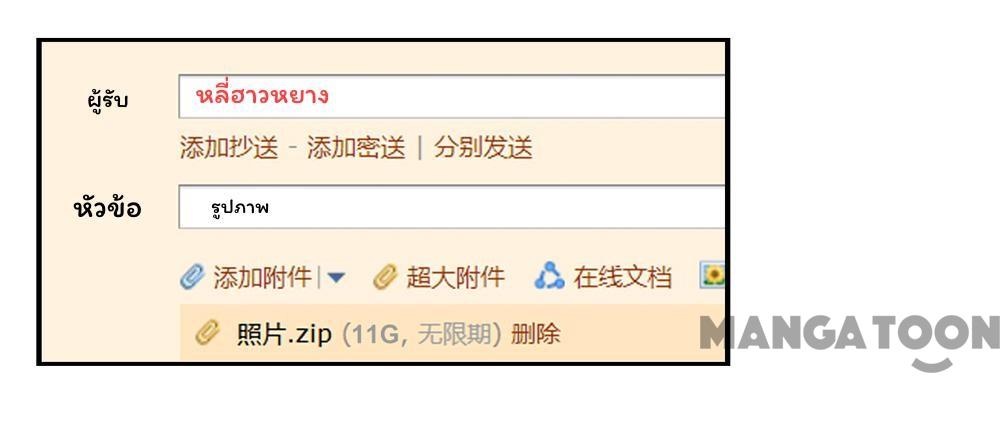 ผู้รับ หลี่ฮาวหยาง
添加抄送 - 添加密送 | 分别发送
หัวข้อ รูปภาพ
添加附件 | 超大附件 在线文档
照片.zip (11G, 无限期) 删除
MANGATOON